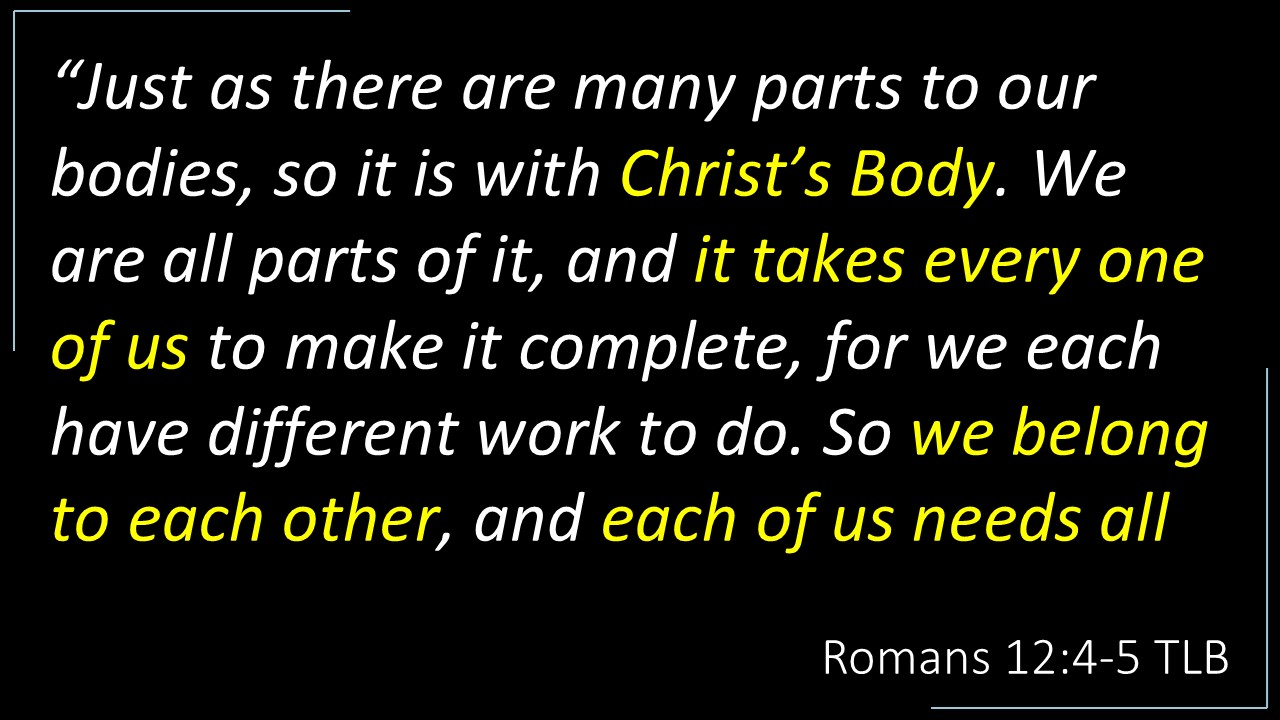 “Just as there are many parts to our
bodies, so it is with Christ’s Body. We
are all parts of it, and it takes every one
of us to make it complete, for we each
have different work to do. So we belong
to each other, and each of us needs all
Romans 12:4-5 TLB